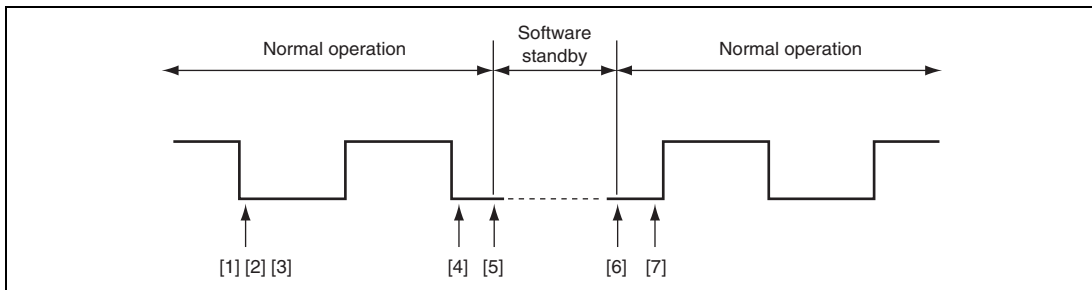 Normal operation
Software
standby
Normal operation
[1] [2] [3]
[4]
[5]
[6]
[7]